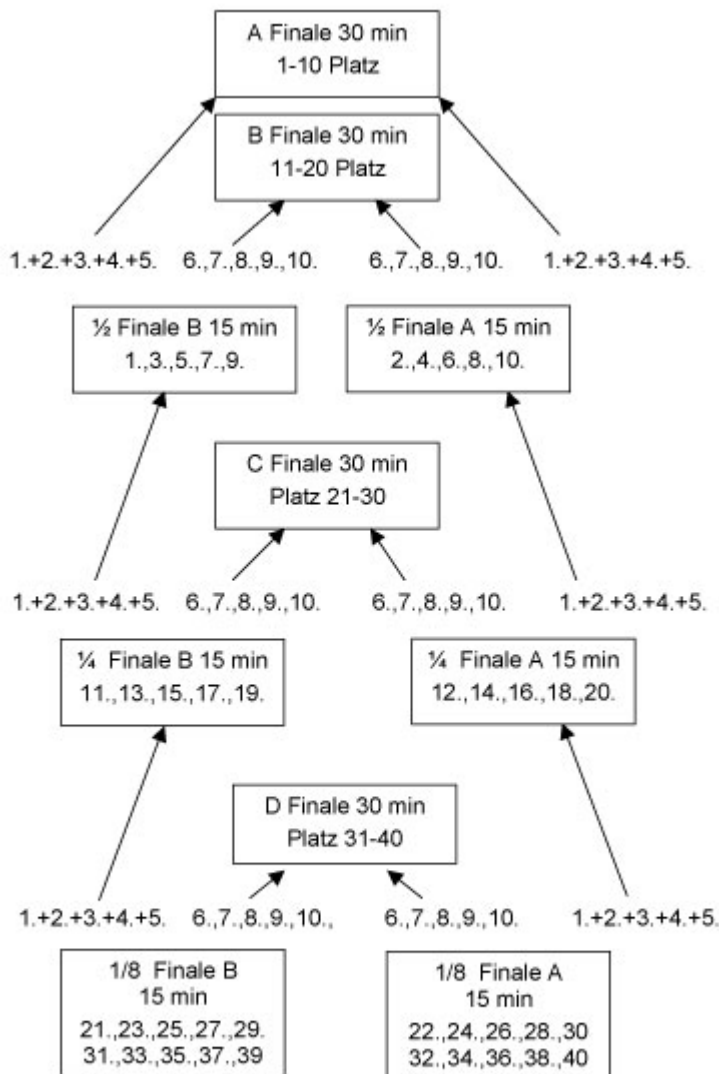 A Finale 30 min
1-10 Platz
B Finale 30 min
11-20 Platz
1.+2.+3.+4.+5.
6.,7.,8.,9.,10.
6.,7.,8.,9.,10.
1.+2.+3.+4.+5.
½ Finale B 15 min
1.,3.,5.,7.,9.
½ Finale A 15 min
2.,4.,6.,8.,10.
C Finale 30 min
Platz 21-30
1.+2.+3.+4.+5.
6.,7.,8.,9.,10.
6.,7.,8.,9.,10.
1.+2.+3.+4.+5.
¼ Finale B 15 min
11.,13.,15.,17.,19.
¼ Finale A 15 min
12.,14.,16.,18.,20.
D Finale 30 min
Platz 31-40
1.+2.+3.+4.+5.
6.,7.,8.,9.,10.,
6.,7.,8.,9.,10.
1.+2.+3.+4.+5.
1/8 Finale B
15 min
21.,23.,25.,27.,29.
31.,33.,35.,37.,39
1/8 Finale A
15 min
22.,24.,26.,28.,30
32.,34.,36.,38.,40